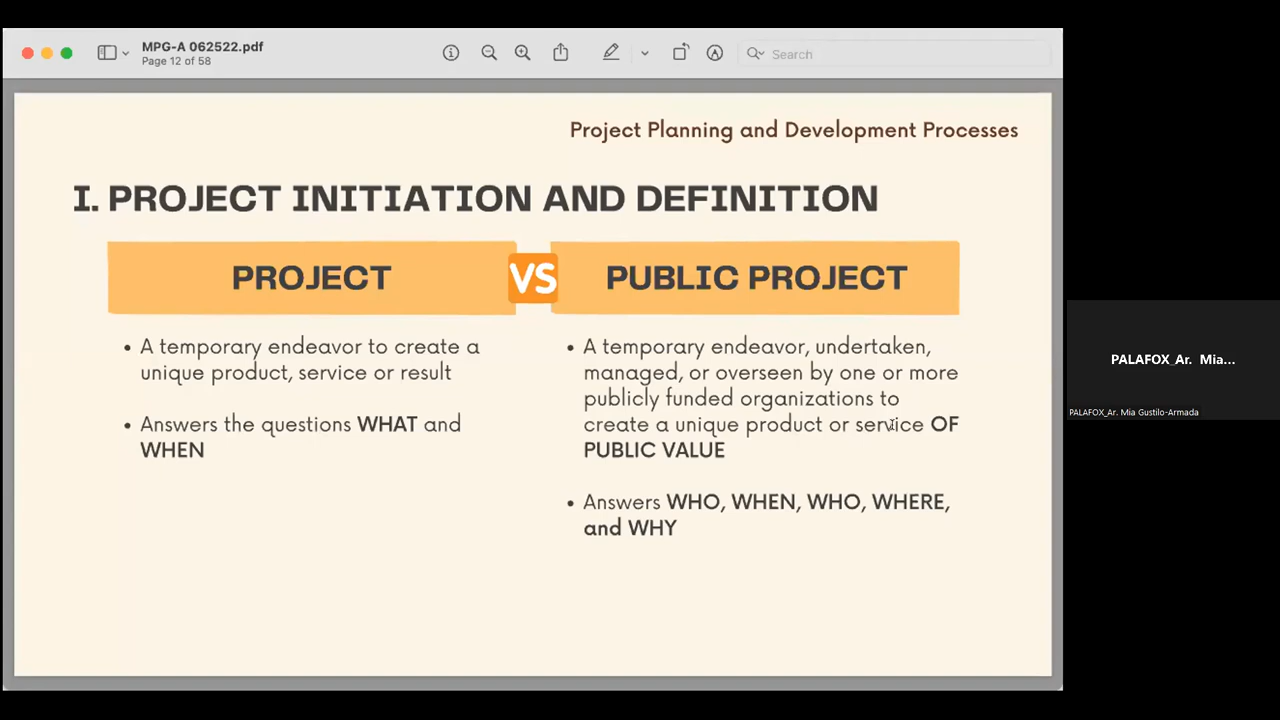 MPG-A 062522.pdf
Page 12 of 58
Search
Project Planning and Development Processes
I. PROJECT INITIATION AND DEFINITION
PROJECT
VS
PUBLIC PROJECT
• A temporary endeavor to create a
unique product, service or result
• Answers the questions WHAT and
WHEN
• A temporary endeavor, undertaken,
managed, or overseen by one or more
publicly funded organizations to
create a unique product or service OF
PUBLIC VALUE
• Answers WHO, WHEN, WHO, WHERE,
and WHY
PALAFOX_Ar. Mia...
PALAFOX_Ar. Mia Gustilo-Armada